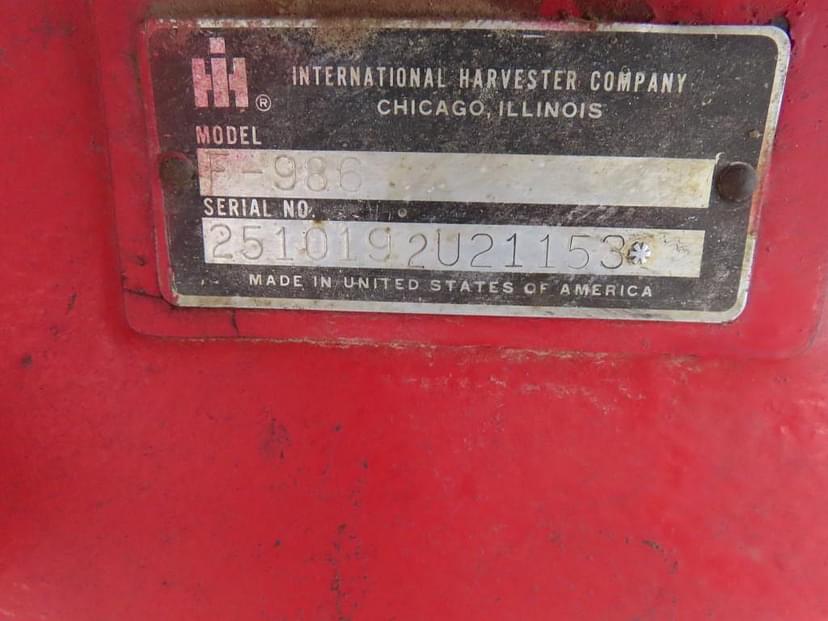 IH ®
INTERNATIONAL HARVESTER COMPANY
CHICAGO, ILLINOIS
MODEL
F-986
SERIAL NO.
2510192U21153*
MADE IN UNITED STATES OF AMERICA